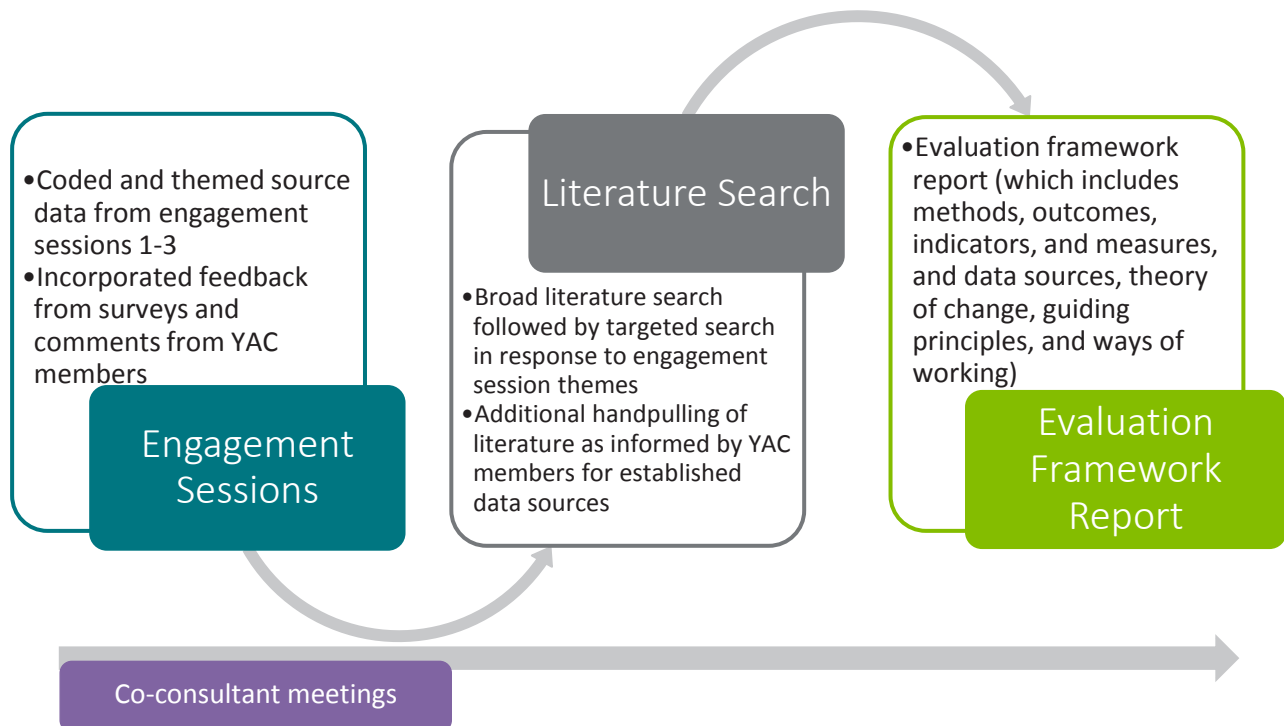 •Coded and themed source
data from engagement
sessions 1-3
•Incorporated feedback
from surveys and
comments from YAC
members
Engagement
Sessions
Literature Search
•Broad literature search
followed by targeted search
in response to engagement
session themes
•Additional handpulling of
literature as informed by YAC
members for established
data sources
•Evaluation framework
report (which includes
methods, outcomes,
indicators, and measures,
and data sources, theory
of change, guiding
principles, and ways of
working)
Evaluation
Framework
Report
Co-consultant meetings